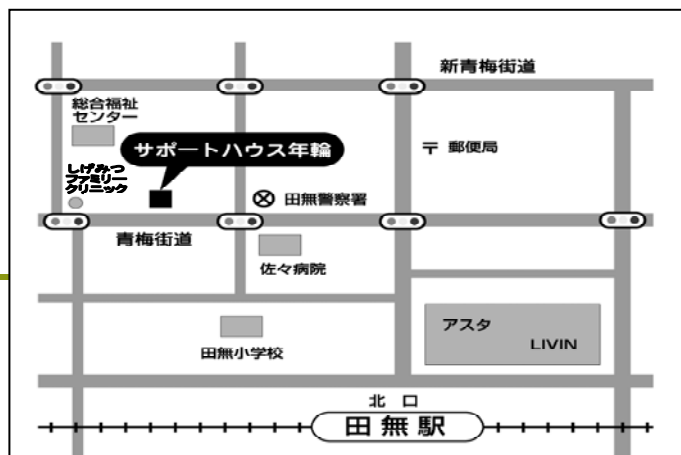 新青梅街道
総合福祉
センター
サポートハウス年輪
〒 郵便局
しげみつ
ファミリー
クリニック
田無警察署
青梅街道
佐々病院
アスタ
LIVIN
田無小学校
北口
田無駅